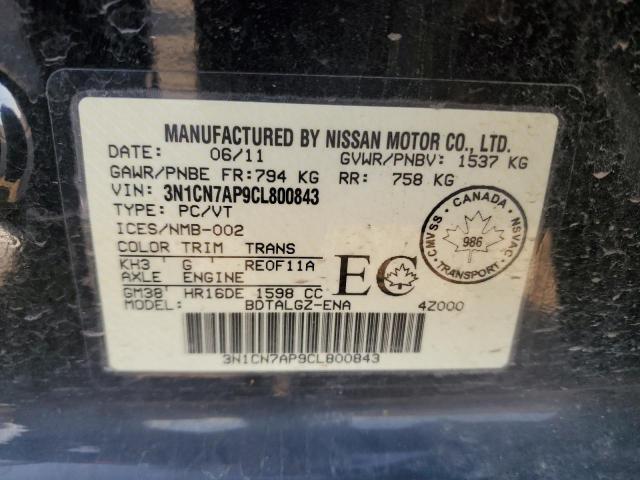 MANUFACTURED BY NISSAN MOTOR CO., LTD.
DATE: 06/11 GVWR/PNBV: 1537 KG
GAWR/PNBE FR:794 KG RR: 758 KG
VIN: 3N1CN7AP9CL800843
TYPE: PC/VT
ICES/NMB-002
COLOR TRIM TRANS
KH3 ' G ' REOF11A
AXLE ENGINE
GM38' HR16DE 1598 CC
MODEL: BDTALGZ-ENA 4Z000
EC
CANADA
CMVSS NSVAC
986
TRANSPORT
3N1CN7AP9CL800843